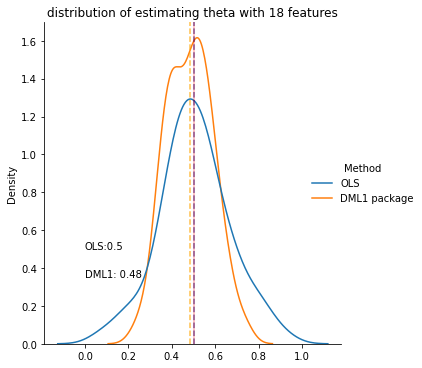 distribution of estimating theta with 18 features
1.6
1.4
1.2
1.0
0.8
0.6
0.4
0.2
0.0
Density
OLS:0.5
DML1: 0.48
Method
OLS
DML1 package
0.0 0.2 0.4 0.6 0.8 1.0